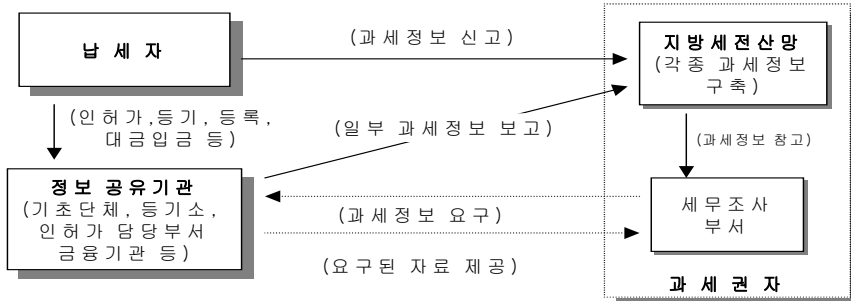 납 세 자
(과세정보 신고)
지방세전산망
(각종 과세정보
구축)
(인허가,등기, 등록,
대금입금 등)
(일부 과세정보 보고)
(과세정보 참고)
정보 공유기관
(기초단체, 등기소,
인허가 담당부서
금융기관 등)
(과세정보 요구)
세무조사
부서
(요구된 자료 제공)
과 세 권 자